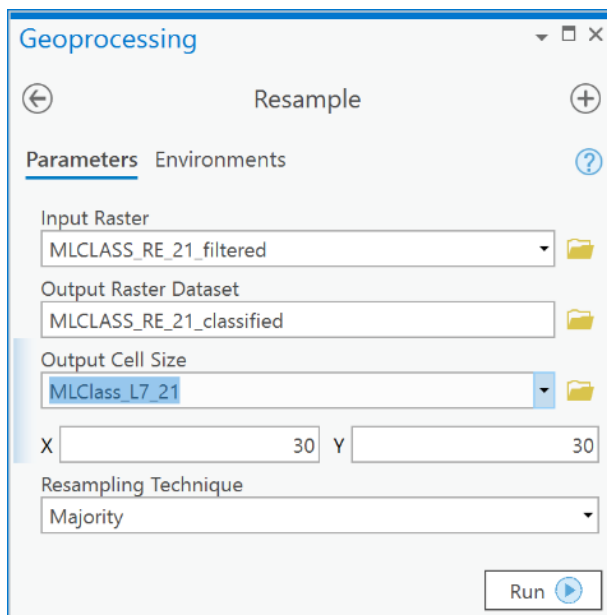 Geoprocessing
Resample
Parameters Environments
?
Input Raster
MLCLASS_RE_21_filtered
Output Raster Dataset
MLCLASS_RE_21_classified
Output Cell Size
MLClass_L7_21
X 30 Y 30
Resampling Technique
Majority
Run